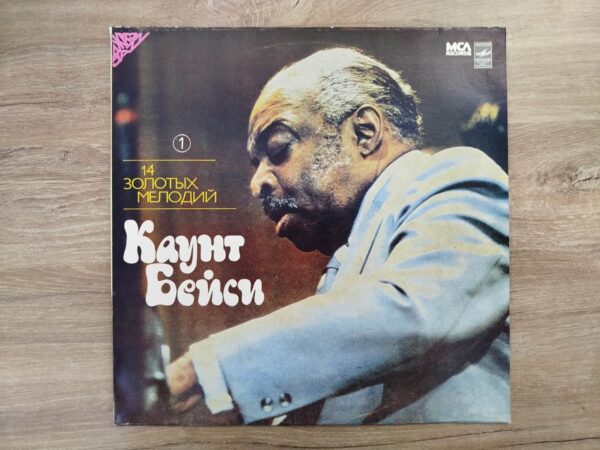 MCA
1
14
ЗОЛОТЫХ
МЕЛОДИЙ
Каунт
Бейси